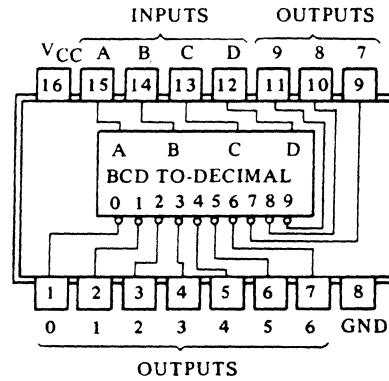 INPUTS OUTPUTS
VCC A B C D 9 8 7
16 15 14 13 12 11 10 9
A B C D
BCD TO-DECIMAL
0 1 2 3 4 5 6 7 8 9
1 2 3 4 5 6 7 8
0 1 2 3 4 5 6 GND
OUTPUTS